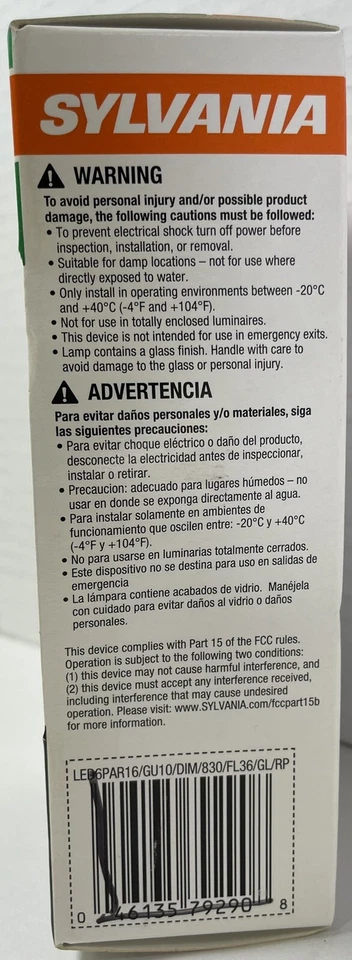 SYLVANIA
WARNING
To avoid personal injury and/or possible product
damage, the following cautions must be followed:
• To prevent electrical shock turn off power before
inspection, installation, or removal.
• Suitable for damp locations – not for use where
directly exposed to water.
• Only install in operating environments between -20°C
and +40°C (-4°F and +104°F).
• Not for use in totally enclosed luminaires.
• This device is not intended for use in emergency exits.
• Lamp contains a glass finish. Handle with care to
avoid damage to the glass or personal injury.
ADVERTENCIA
Para evitar daños personales y/o materiales, siga
las siguientes precauciones:
• Para evitar choque eléctrico o daño del producto,
desconecte la electricidad antes de inspeccionar,
instalar o retirar.
• Precaucion: adecuado para lugares húmedos – no
usar en donde se exponga directamente al agua.
• Para instalar solamente en ambientes de
funcionamiento que oscilen entre: -20°C y +40°C
(-4°F y +104°F).
• No para usarse en luminarias totalmente cerrados.
• Este dispositivo no se destina para uso en salidas de
emergencia
• La lámpara contiene acabados de vidrio. Manéjela
con cuidado para evitar daños al vidrio o daños
personales.
This device complies with Part 15 of the FCC rules.
Operation is subject to the following two conditions:
(1) this device may not cause harmful interference, and
(2) this device must accept any interference received,
including interference that may cause undesired
operation. Please visit: www.SYLVANIA.com/fccpart15b
for more information.
LED6PAR16/GU10/DIM/830/FL36/GL/RP
0 46135 79290 8